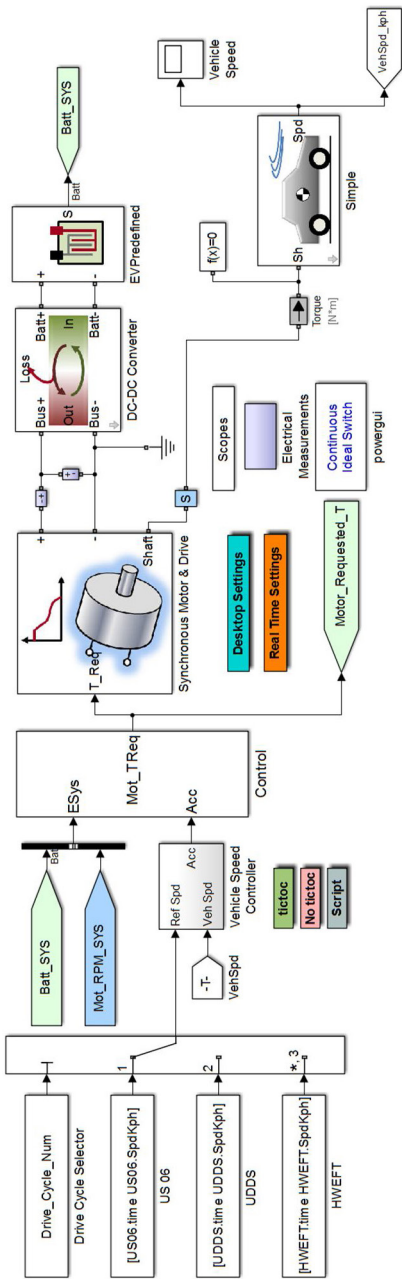 Drive_Cycle_Num
Drive Cycle Selector
[US06.time US06.SpdKph]
US 06
1
[UDDS.time UDDS.SpdKph]
UDDS
2
[HWEFT.time HWEFT.SpdKph]
HWEFT
*, 3
Batt_SYS
Mot_RPM_SYS
Batt
-T-
VehSpd
Ref Spd
Veh Spd
Acc
Vehicle Speed
Controller
tictoc
No tictoc
Script
ESys
Acc
Mot_TReq
Control
T_Req
+
-
Shaft
Synchronous Motor & Drive
Motor_Requested_T
Desktop Settings
Real Time Settings
S
Scopes
Electrical
Measurements
Continuous
Ideal Switch
powergui
Bus+
Bus-
Loss
Out
In
Batt+
Batt-
DC-DC Converter
+
-
S
EVPredefined
Batt
Batt_SYS
Torque
[N*m]
f(x)=0
Sh
Spd
Simple
Vehicle
Speed
VehSpd_kph